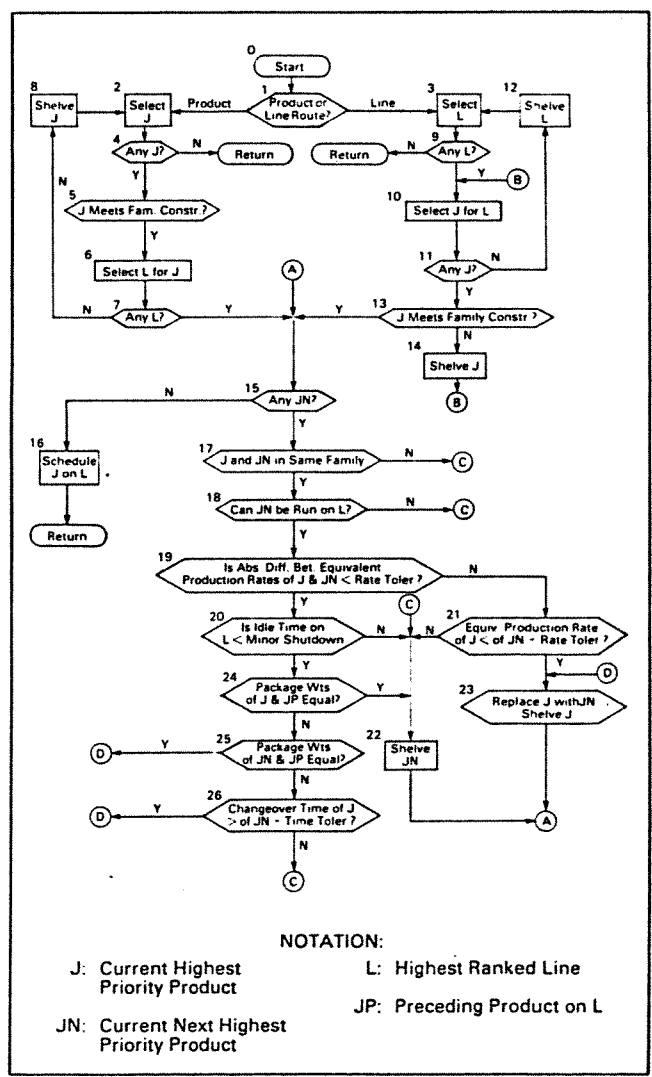 0
Start
8
2
1
3
12
Shelve
J
Select
J
Product
Product or
Line Route?
Line
Select
L
Shelve
L
4
Any J?
N
Return
Return
N
9
Any L?
Y
Y
B
N
5
J Meets Fam. Constr.?
10
Select J for L
Y
6
Select L for J
A
11
Any J?
N
Y
N
7
Any L?
Y
Y
13
J Meets Family Constr ?
N
14
Shelve J
B
N
15
Any JN?
Y
16
Schedule
J on L
Return
17
J and JN in Same Family
N
C
Y
18
Can JN be Run on L?
N
C
Y
19
Is Abs. Diff. Bet. Equivalent
Production Rates of J & JN < Rate Toler ?
N
Y
C
20
Is Idle Time on
L < Minor Shutdown
N
N
21
Equiv. Production Rate
of J < of JN - Rate Toler ?
Y
Y
D
24
Package Wts
of J & JP Equal?
Y
23
Replace J with JN
Shelve J
N
D
Y
25
Package Wts
of JN & JP Equal?
22
Shelve
JN
N
26
D
Y
Changeover Time of J
> of JN - Time Toler ?
A
N
C
NOTATION:
J: Current Highest
Priority Product
L: Highest Ranked Line
JP: Preceding Product on L
JN: Current Next Highest
Priority Product